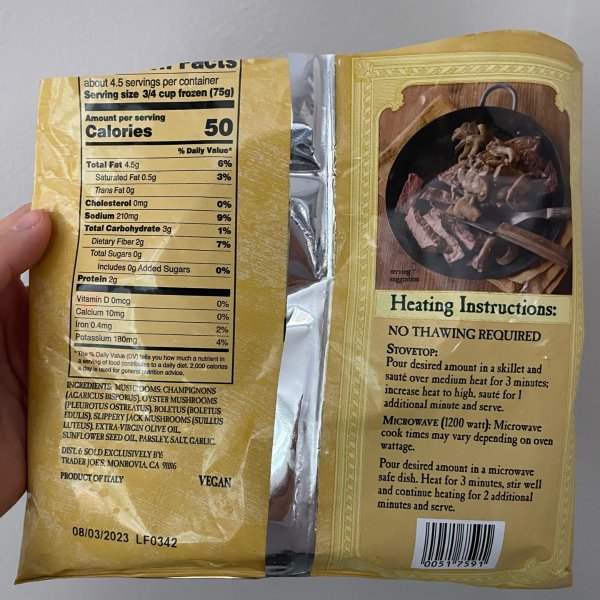 Facts
about 4.5 servings per container
Serving size 3/4 cup frozen (75g)
Amount per serving
Calories 50
% Daily Value*
Total Fat 4.5g 6%
Saturated Fat 0.5g 3%
Trans Fat 0g
Cholesterol 0mg 0%
Sodium 210mg 9%
Total Carbohydrate 3g 1%
Dietary Fiber 2g 7%
Total Sugars 0g
Includes 0g Added Sugars 0%
Protein 2g
Vitamin D 0mcg 0%
Calcium 10mg 0%
Iron 0.4mg 2%
Potassium 180mg 4%
* The % Daily Value (DV) tells you how much a nutrient in
a serving of food contributes to a daily diet. 2,000 calories
a day is used for general nutrition advice.
INGREDIENTS: MUSHROOMS: CHAMPIGNONS
(AGARICUS BISPORUS), OYSTER MUSHROOMS
(PLEUROTUS OSTREATUS), BOLETUS (BOLETUS
EDULIS), SLIPPERY JACK MUSHROOMS (SUILLUS
LUTEUS), EXTRA-VIRGIN OLIVE OIL,
SUNFLOWER SEED OIL, PARSLEY, SALT, GARLIC.
DIST. & SOLD EXCLUSIVELY BY:
TRADER JOE'S, MONROVIA, CA 91016
PRODUCT OF ITALY VEGAN
08/03/2023 LF0342
serving
suggestion
Heating Instructions:
NO THAWING REQUIRED
STOVETOP:
Pour desired amount in a skillet and
sauté over medium heat for 3 minutes;
increase heat to high, sauté for 1
additional minute and serve.
MICROWAVE (1200 watt): Microwave
cook times may vary depending on oven
wattage.
Pour desired amount in a microwave
safe dish. Heat for 3 minutes, stir well
and continue heating for 2 additional
minutes and serve.
0051 7591